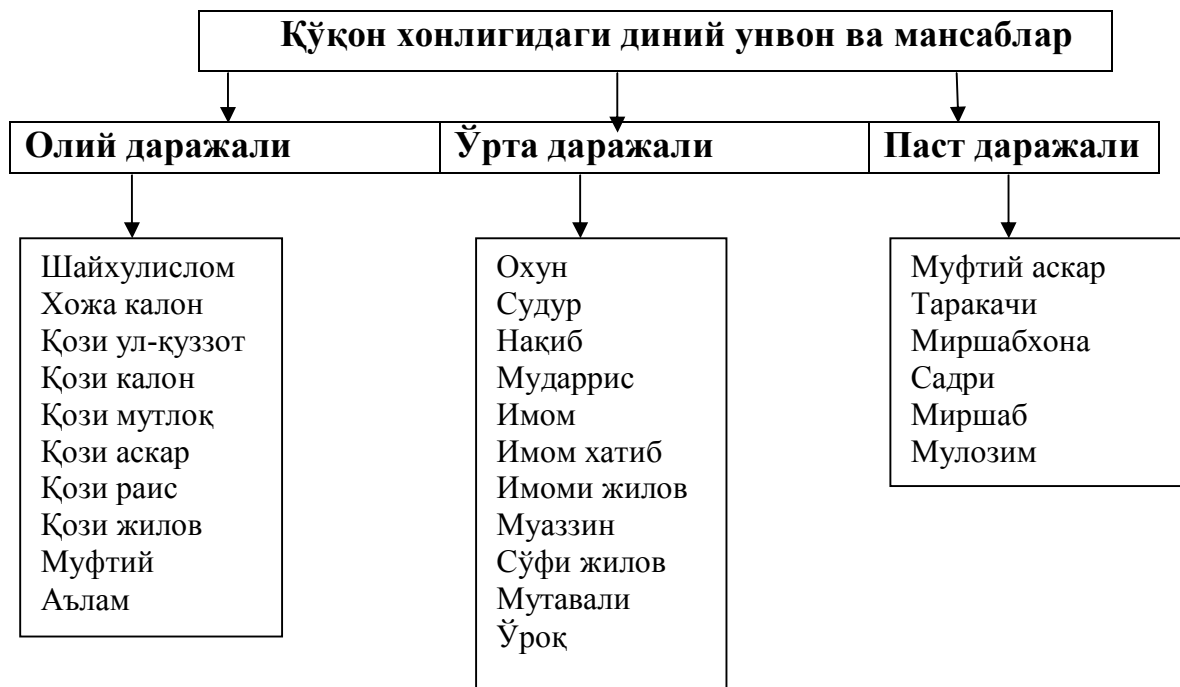 Қўқон хонлигидаги диний унвон ва мансаблар
Олий даражали
Ўрта даражали
Паст даражали
Шайхулислом
Хожа калон
Қози ул-қуззот
Қози калон
Қози мутлоқ
Қози аскар
Қози раис
Қози жилов
Муфтий
Аълам
Охун
Судур
Нақиб
Мударрис
Имом
Имом хатиб
Имоми жилов
Муаззин
Сўфи жилов
Мутавали
Ўроқ
Муфтий аскар
Таракачи
Миршабхона
Садри
Миршаб
Мулозим